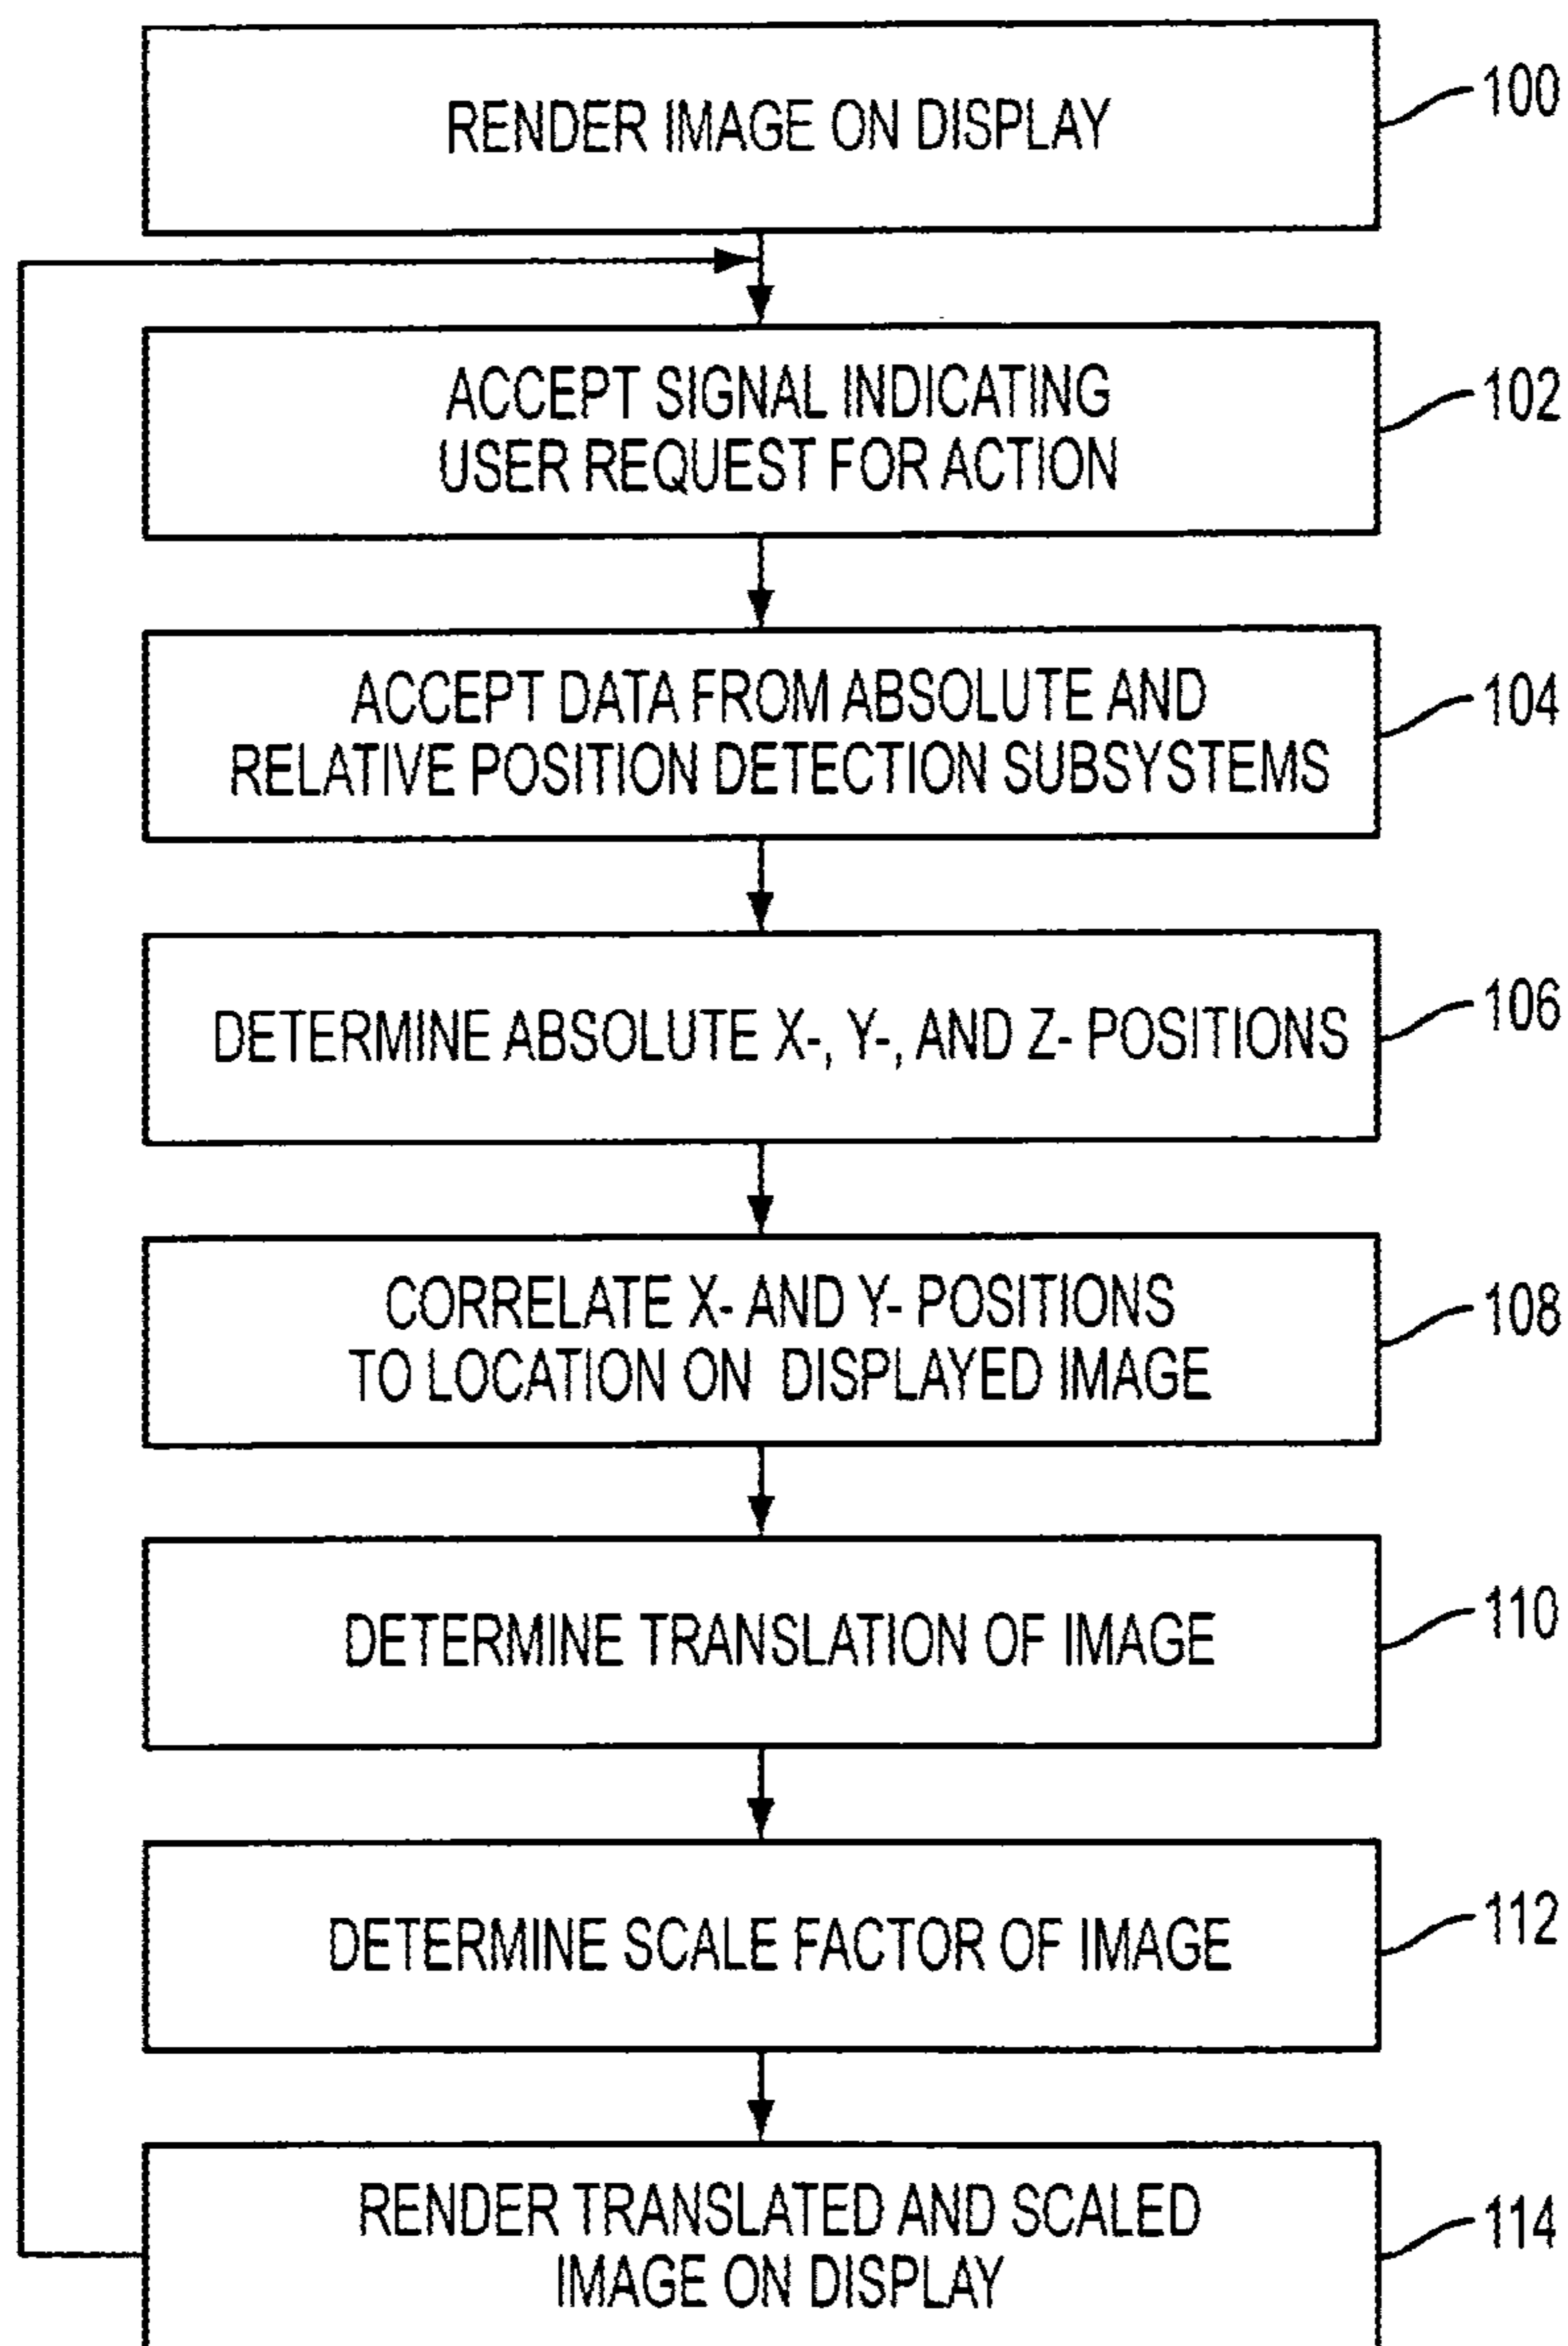 RENDER IMAGE ON DISPLAY
100
ACCEPT SIGNAL INDICATING
USER REQUEST FOR ACTION
102
ACCEPT DATA FROM ABSOLUTE AND
RELATIVE POSITION DETECTION SUBSYSTEMS
104
DETERMINE ABSOLUTE X-, Y-, AND Z- POSITIONS
106
CORRELATE X- AND Y- POSITIONS
TO LOCATION ON DISPLAYED IMAGE
108
DETERMINE TRANSLATION OF IMAGE
110
DETERMINE SCALE FACTOR OF IMAGE
112
RENDER TRANSLATED AND SCALED
IMAGE ON DISPLAY
114